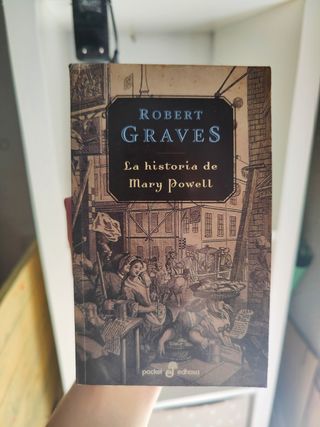 ROBERT
GRAVES
La historia de
Mary Powell
pocket edhasa